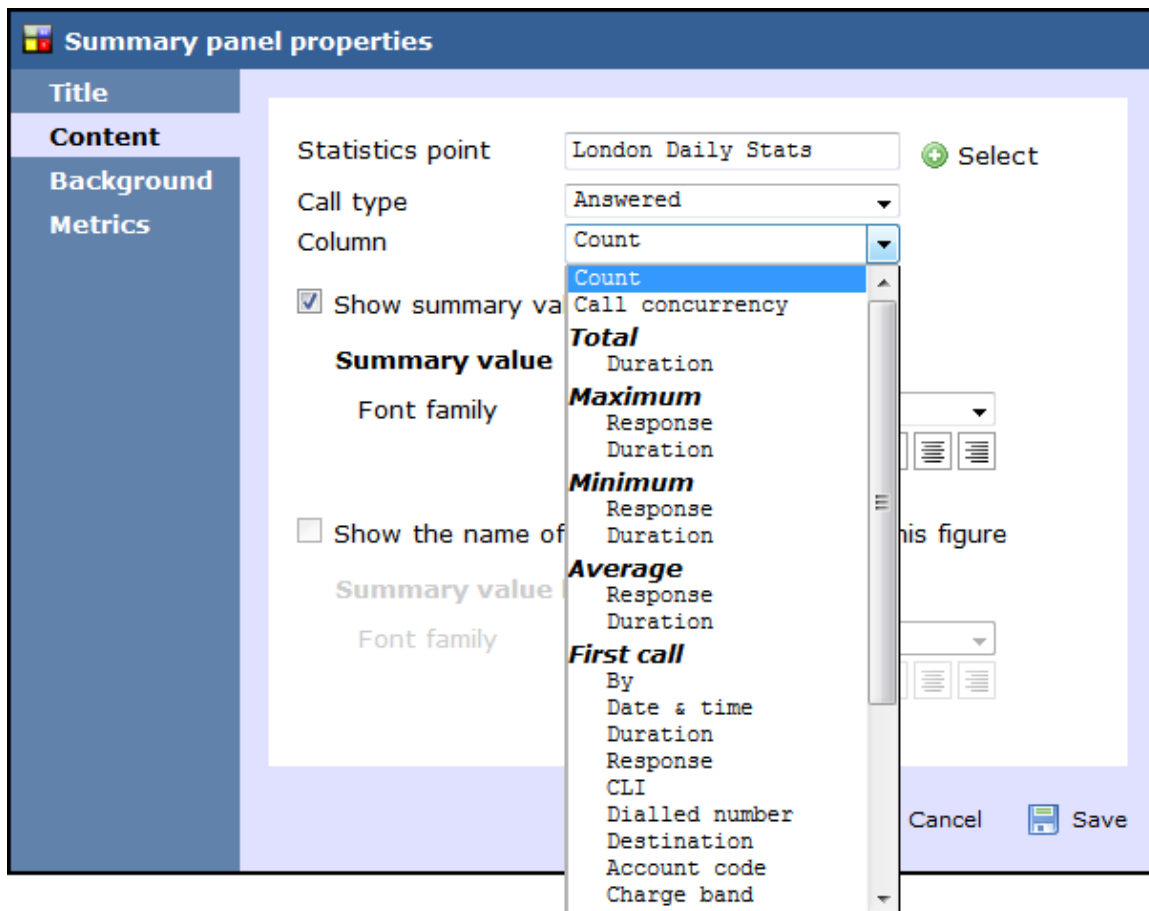 Summary panel properties
Title
Content
Background
Metrics
Statistics point London Daily Stats Select
Call type Answered
Column Count
Count
Call concurrency
Total
Duration
Maximum
Response
Duration
Minimum
Response
Duration
Average
Response
Duration
First call
By
Date & time
Duration
Response
CLI
Dialled number
Destination
Account code
Charge band
Show summary va
Summary value
Font family
Show the name of his figure
Summary value
Font family
Cancel Save